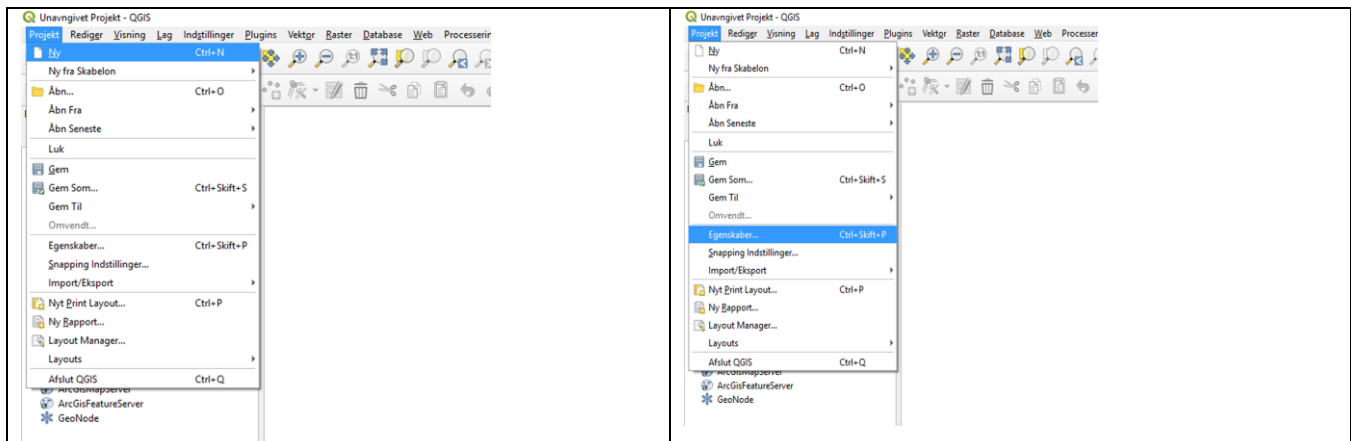 Unavngivet Projekt - QGIS
Projekt Rediger Visning Lag Indstillinger Plugins Vektor Raster Database Web Processerin
Ny Ctrl+N
Ny fra Skabelon
Åbn... Ctrl+O
Åbn Fra
Åbn Seneste
Luk
Gem
Gem Som... Ctrl+Skift+S
Gem Til
Omvendt...
Egenskaber... Ctrl+Skift+P
Snapping Indstillinger...
Import/Eksport
Nyt Print Layout... Ctrl+P
Ny Rapport...
Layout Manager...
Layouts
Afslut QGIS Ctrl+Q
ArcGisMapServer
ArcGisFeatureServer
GeoNode
Unavngivet Projekt - QGIS
Projekt Rediger Visning Lag Indstillinger Plugins Vektor Raster Database Web Processer
Ny Ctrl+N
Ny fra Skabelon
Åbn... Ctrl+O
Åbn Fra
Åbn Seneste
Luk
Gem
Gem Som... Ctrl+Skift+S
Gem Til
Omvendt...
Egenskaber... Ctrl+Skift+P
Snapping Indstillinger...
Import/Eksport
Nyt Print Layout... Ctrl+P
Ny Rapport...
Layout Manager...
Layouts
Afslut QGIS Ctrl+Q
ArcGisMapServer
ArcGisFeatureServer
GeoNode